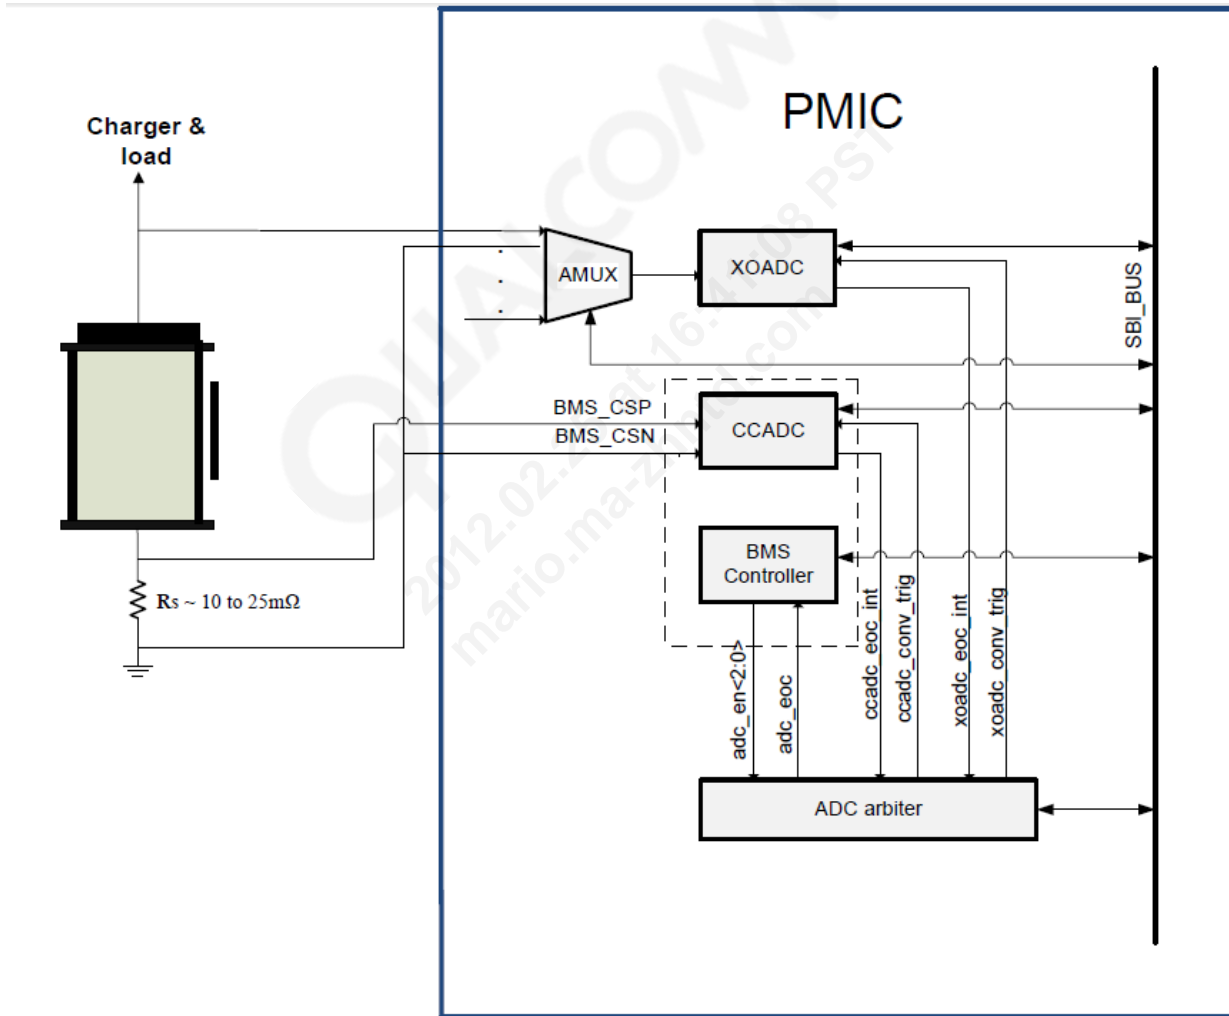 PMIC
Charger &
load
AMUX
XOADC
SBI_BUS
BMS_CSP
BMS_CSN
CCADC
BMS
Controller
Rs ~ 10 to 25mΩ
adc_en<2:0>
adc_eoc
ccadc_eoc_int
ccadc_conv_trig
xoadc_eoc_int
xoadc_conv_trig
ADC arbiter
QUALCOMM